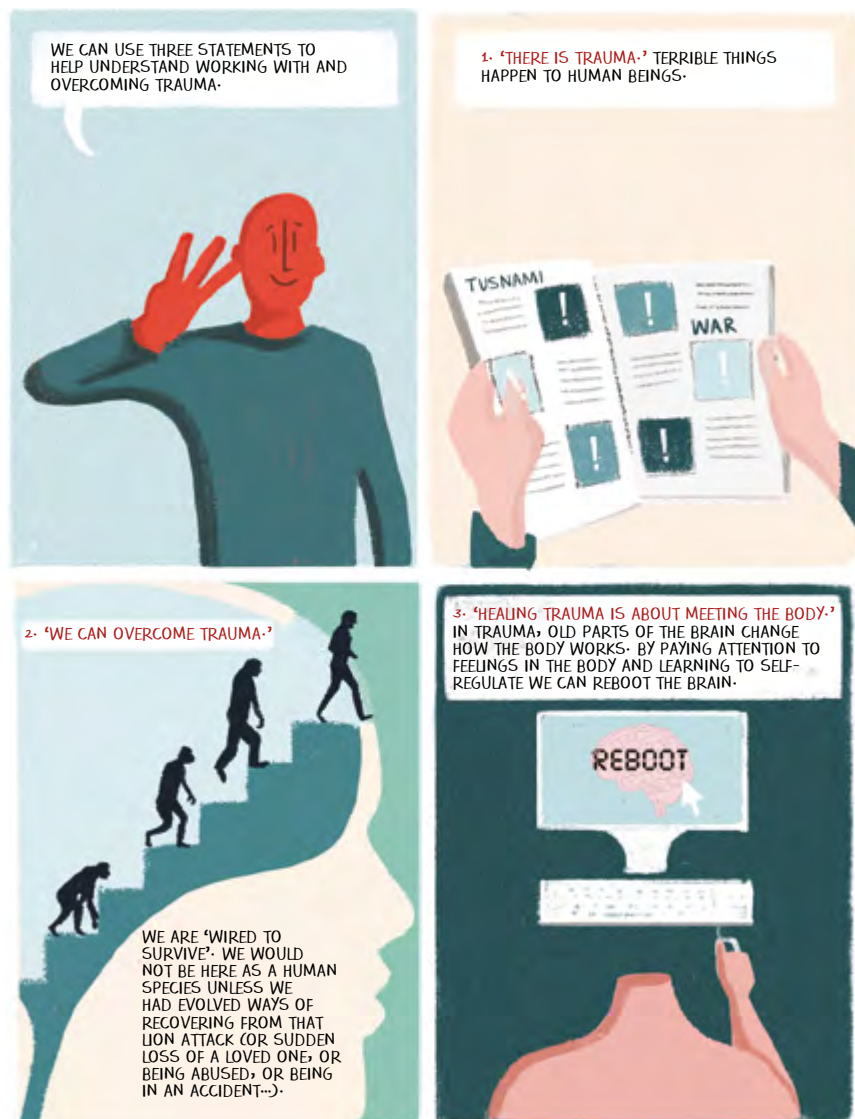 WE CAN USE THREE STATEMENTS TO
HELP UNDERSTAND WORKING WITH AND
OVERCOMING TRAUMA.
1. ‘THERE IS TRAUMA.’ TERRIBLE THINGS
HAPPEN TO HUMAN BEINGS.
TUSNAMI
WAR
2. ‘WE CAN OVERCOME TRAUMA.’
WE ARE ‘WIRED TO
SURVIVE’. WE WOULD
NOT BE HERE AS A HUMAN
SPECIES UNLESS WE
HAD EVOLVED WAYS OF
RECOVERING FROM THAT
LION ATTACK (OR SUDDEN
LOSS OF A LOVED ONE, OR
BEING ABUSED, OR BEING
IN AN ACCIDENT...).
3. ‘HEALING TRAUMA IS ABOUT MEETING THE BODY.’
IN TRAUMA, OLD PARTS OF THE BRAIN CHANGE
HOW THE BODY WORKS. BY PAYING ATTENTION TO
FEELINGS IN THE BODY AND LEARNING TO SELF-
REGULATE WE CAN REBOOT THE BRAIN.
REBOOT